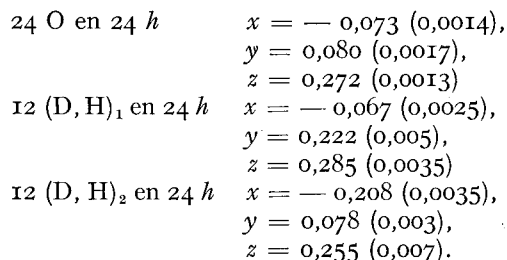 24 O en 24 h x = — 0,073 (0,0014),
y = 0,080 (0,0017),
z = 0,272 (0,0013)
12 (D, H)₁ en 24 h x = — 0,067 (0,0025),
y = 0,222 (0,005),
z = 0,285 (0,0035)
12 (D, H)₂ en 24 h x = — 0,208 (0,0035),
y = 0,078 (0,003),
z = 0,255 (0,007).